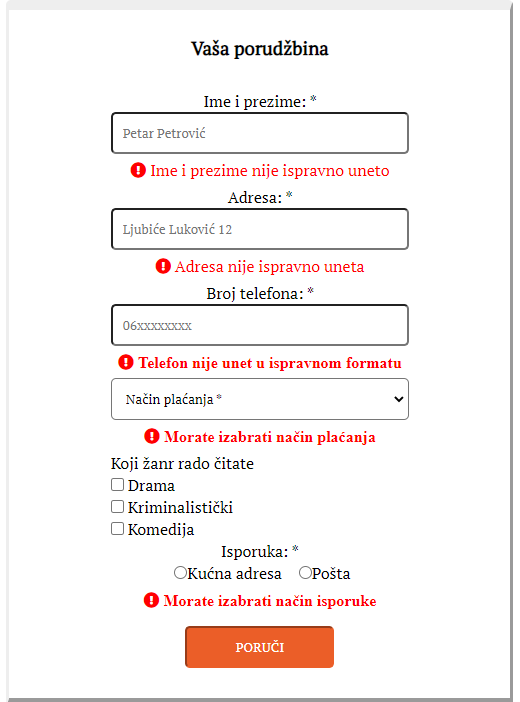 Vaša porudžbina
Ime i prezime: *
Petar Petrović
Ime i prezime nije ispravno uneto
Adresa: *
Ljubiće Luković 12
Adresa nije ispravno uneta
Broj telefona: *
06xxxxxxxx
Telefon nije unet u ispravnom formatu
Način plaćanja *
Morate izabrati način plaćanja
Koji žanr rado čitate
Drama
Kriminalistički
Komedija
Isporuka: *
Kućna adresa Pošta
Morate izabrati način isporuke
PORUČI